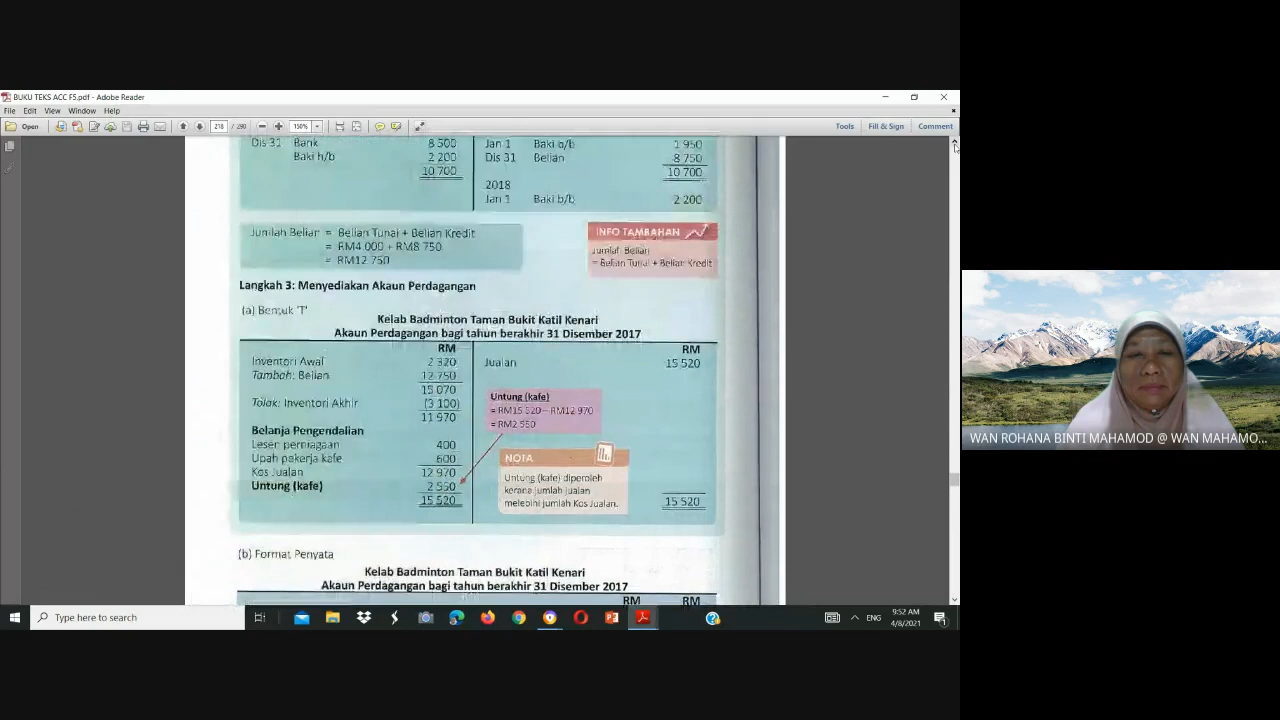 BUKU TEKS ACC F5.pdf - Adobe Reader
File Edit View Window Help
Open 218 / 290 150% Tools Fill & Sign Comment
Dis 31 Bank 8 500 Jan 1 Baki b/b 1 950
Baki h/b 2 200 Dis 31 Belian 8 750
10 700 10 700
2018
Jan 1 Baki b/b 2 200
Jumlah Belian = Belian Tunai + Belian Kredit
= RM4 000 + RM8 750
= RM12 750
INFO TAMBAHAN
Jumlah Belian
= Belian Tunai + Belian Kredit
Langkah 3: Menyediakan Akaun Perdagangan
(a) Bentuk 'T'
Kelab Badminton Taman Bukit Katil Kenari
Akaun Perdagangan bagi tahun berakhir 31 Disember 2017
RM RM
Inventori Awal 2 320 Jualan 15 520
Tambah: Belian 12 750
15 070
Tolak: Inventori Akhir (3 100)
11 970
Belanja Pengendalian
Lesen perniagaan 400
Upah pekerja kafe 600
Kos Jualan 12 970
Untung (kafe) 2 550
15 520 15 520
Untung (kafe)
= RM15 520 – RM12 970
= RM2 550
NOTA
Untung (kafe) diperoleh
kerana jumlah jualan
melebihi jumlah Kos Jualan.
(b) Format Penyata
Kelab Badminton Taman Bukit Katil Kenari
Akaun Perdagangan bagi tahun berakhir 31 Disember 2017
RM RM
WAN ROHANA BINTI MAHAMOD @ WAN MAHAMO...
Type here to search
ENG
9:52 AM
4/8/2021